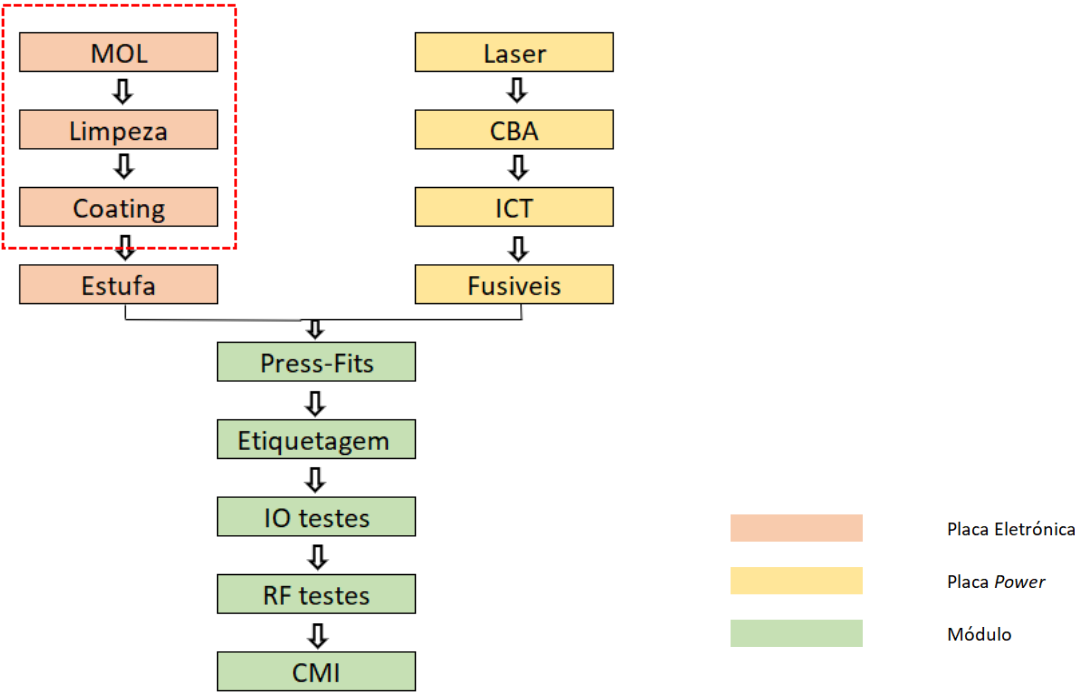 MOL
Limpeza
Coating
Estufa
Laser
CBA
ICT
Fusiveis
Press-Fits
Etiquetagem
IO testes
RF testes
CMI
Placa Eletrónica
Placa Power
Módulo